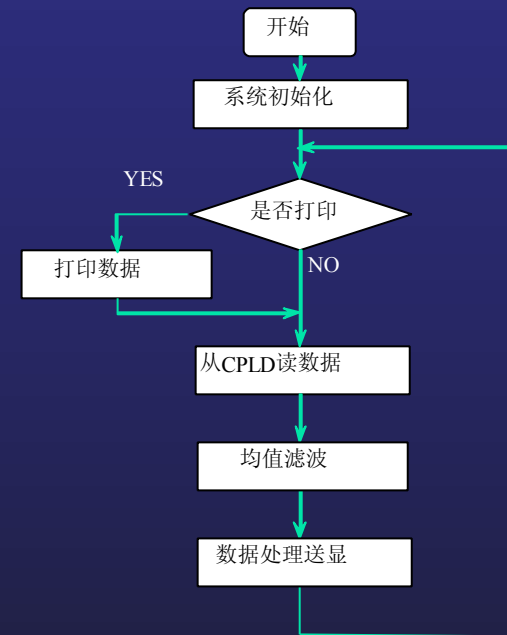 开始
系统初始化
YES
是否打印
打印数据
NO
从CPLD读数据
均值滤波
数据处理送显